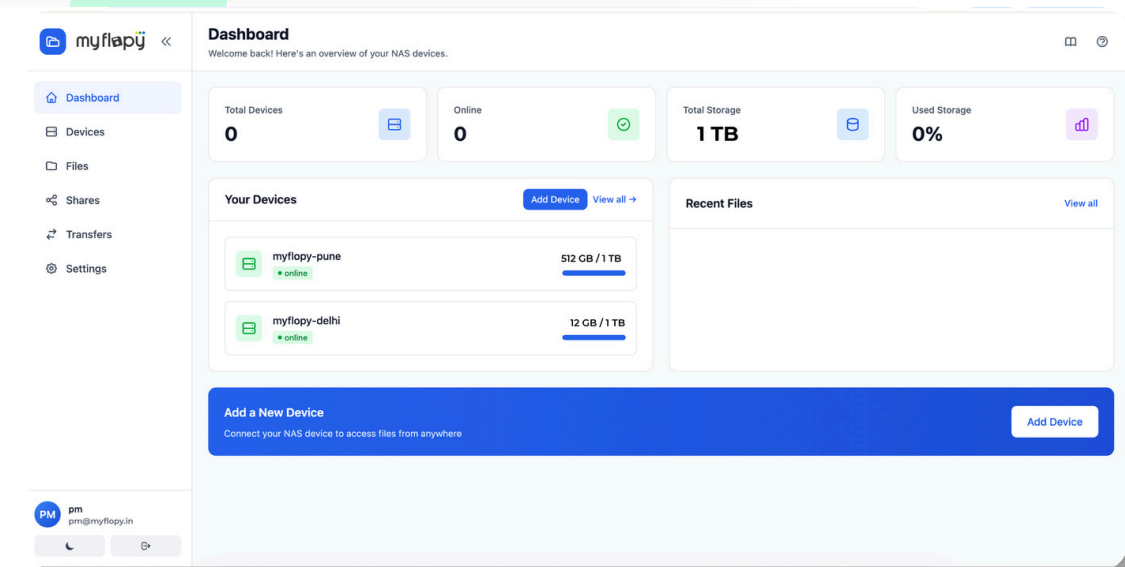 myflopy
Dashboard
Welcome back! Here's an overview of your NAS devices.
Dashboard
Devices
Files
Shares
Transfers
Settings
Total Devices
0
Online
0
Total Storage
1 TB
Used Storage
0%
Your Devices
Add Device
View all →
myflopy-pune
• online
512 GB / 1 TB
myflopy-delhi
• online
12 GB / 1 TB
Recent Files
View all
Add a New Device
Connect your NAS device to access files from anywhere
Add Device
PM
pm
pm@myflopy.in